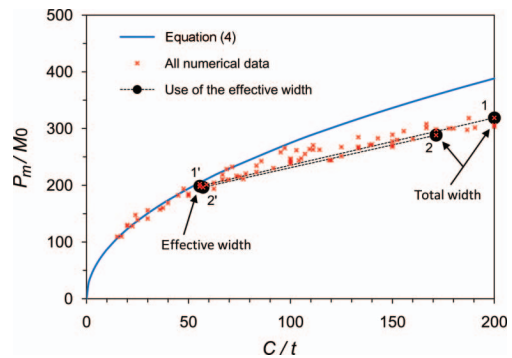 500
400
300
200
100
0
Pm / M0
Equation (4)
All numerical data
Use of the effective width
1
2
1'
2'
Effective width
Total width
0 50 100 150 200
C / t